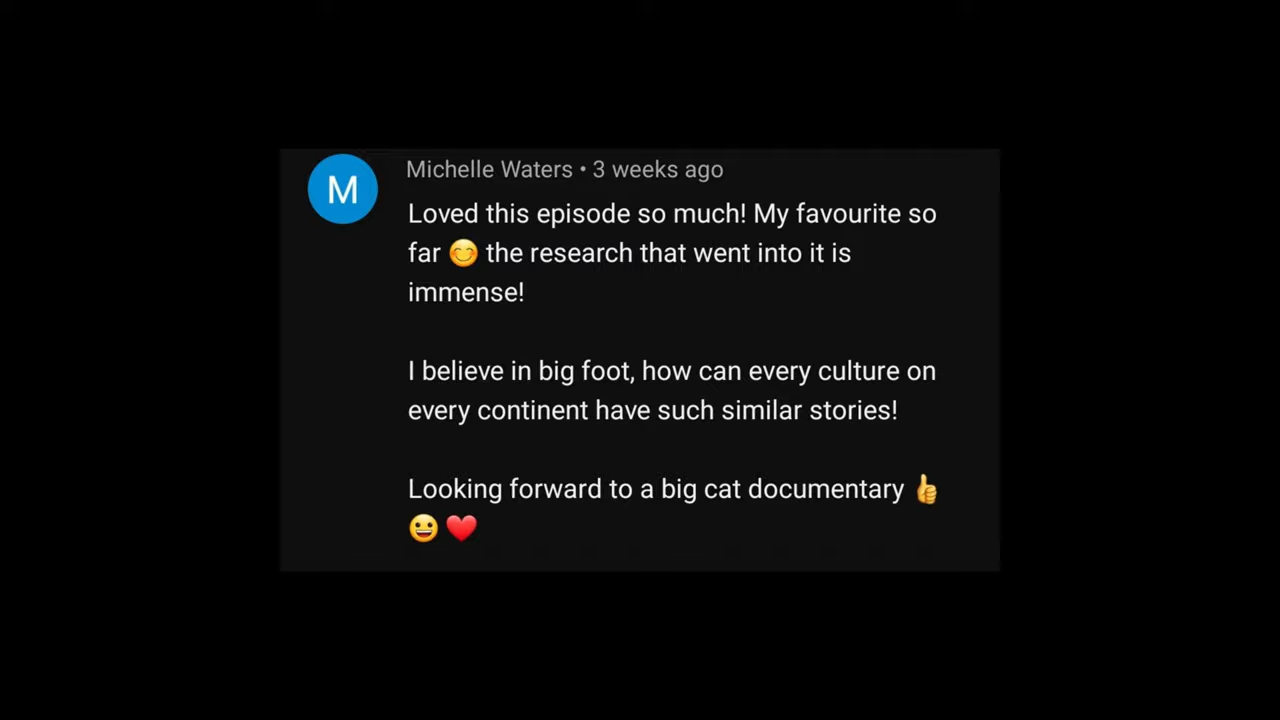 M
Michelle Waters • 3 weeks ago
Loved this episode so much! My favourite so
far 😊 the research that went into it is
immense!
I believe in big foot, how can every culture on
every continent have such similar stories!
Looking forward to a big cat documentary 👍
😀 ❤️